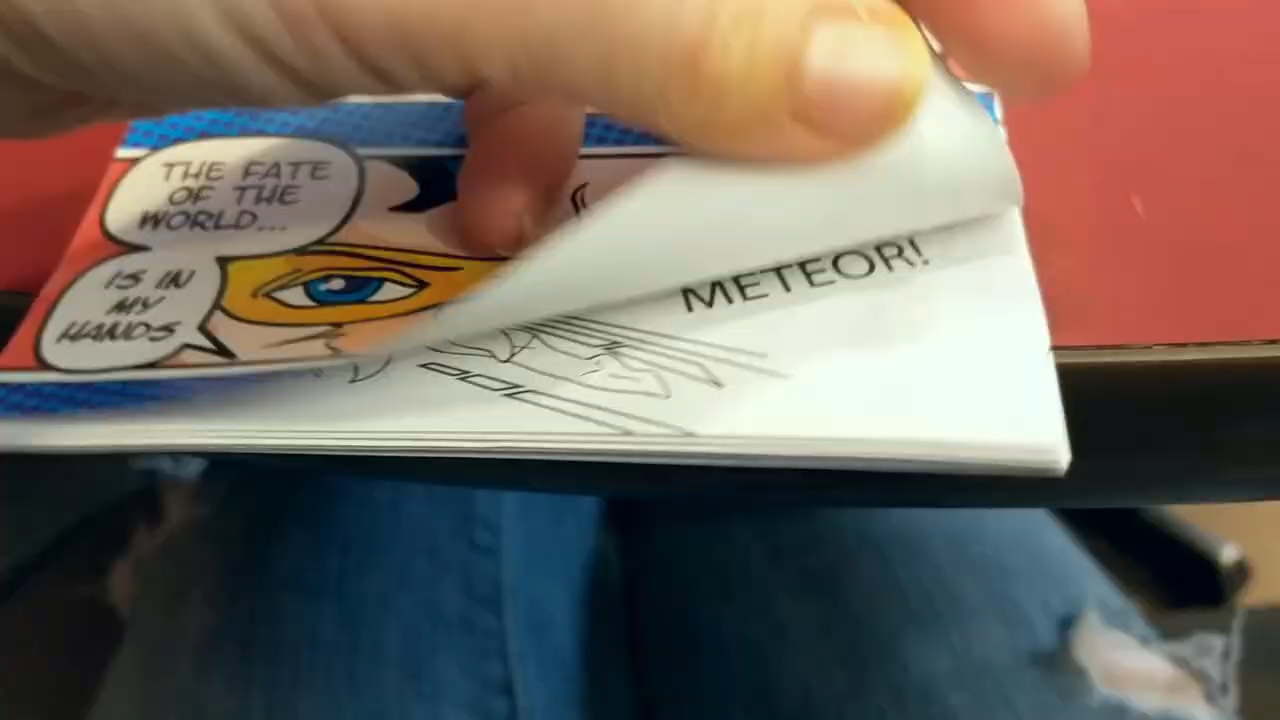 THE FATE
OF THE
WORLD...
IS IN
MY
HANDS
METEOR!